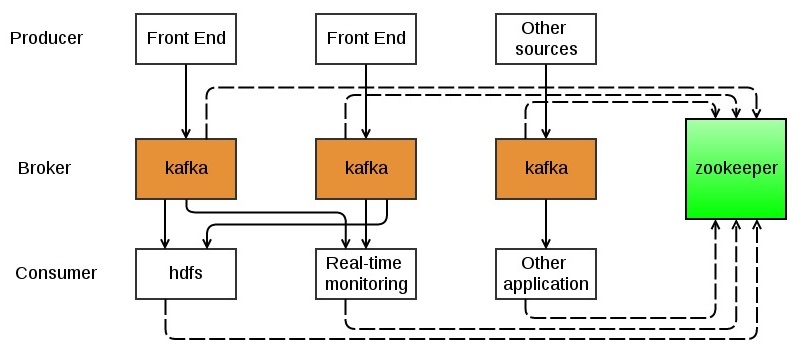 Producer
Front End
Front End
Other
sources
Broker
kafka
kafka
kafka
zookeeper
Consumer
hdfs
Real-time
monitoring
Other
application